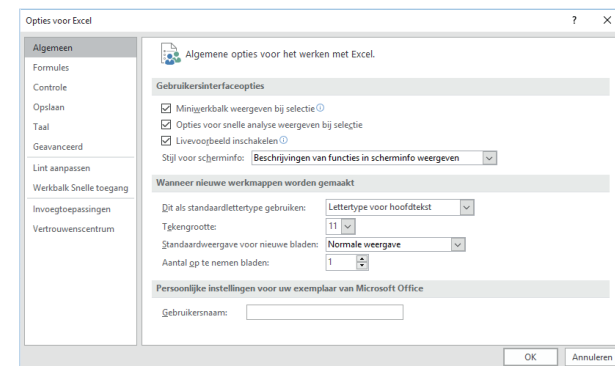 Opties voor Excel
? ×
Algemeen
Formules
Controle
Opslaan
Taal
Geavanceerd
Lint aanpassen
Werkbalk Snelle toegang
Invoegtoepassingen
Vertrouwenscentrum
Algemene opties voor het werken met Excel.
Gebruikersinterfaceopties
Miniwerkbalk weergeven bij selectie
Opties voor snelle analyse weergeven bij selectie
Livevoorbeeld inschakelen
Stijl voor scherminfo: Beschrijvingen van functies in scherminfo weergeven
Wanneer nieuwe werkmappen worden gemaakt
Dit als standaardlettertype gebruiken: Lettertype voor hoofdtekst
Tekengrootte: 11
Standaardweergave voor nieuwe bladen: Normale weergave
Aantal op te nemen bladen: 1
Persoonlijke instellingen voor uw exemplaar van Microsoft Office
Gebruikersnaam:
OK Annuleren